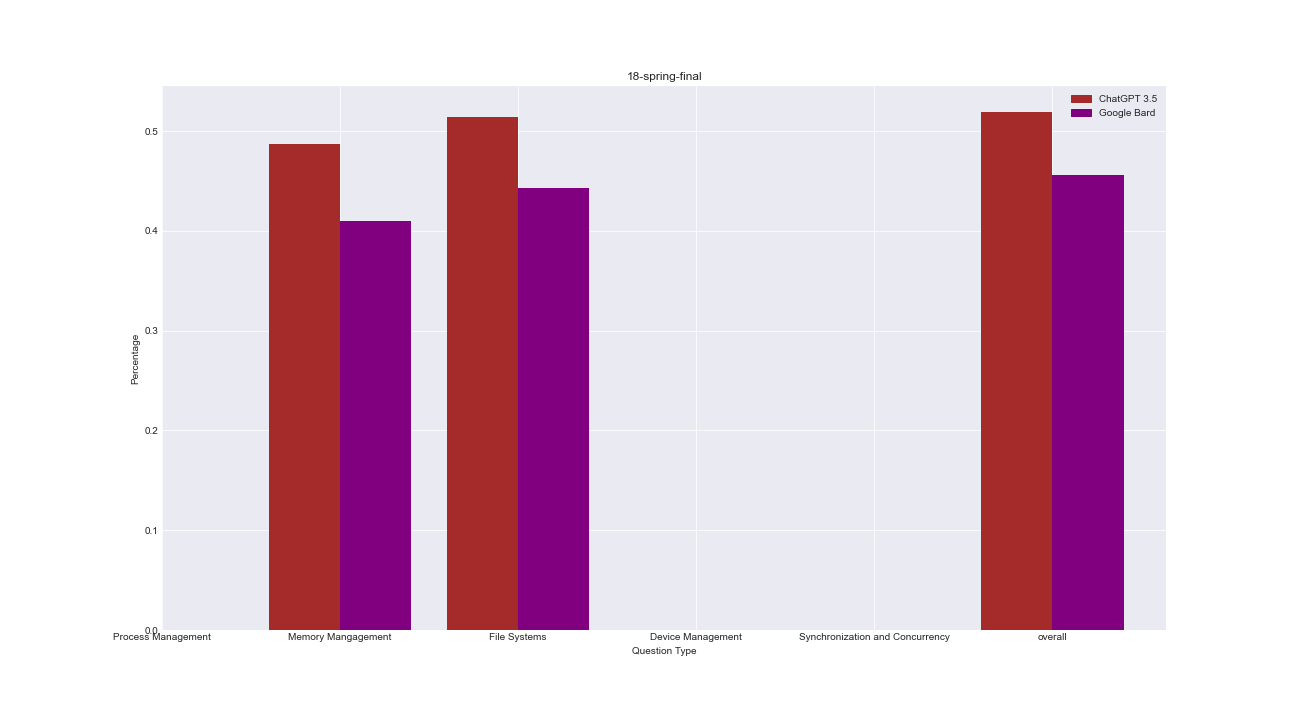 18-spring-final
ChatGPT 3.5
Google Bard
0.5
0.4
0.3
0.2
0.1
0.0
Percentage
Process Management
Memory Mangagement
File Systems
Device Management
Synchronization and Concurrency
overall
Question Type